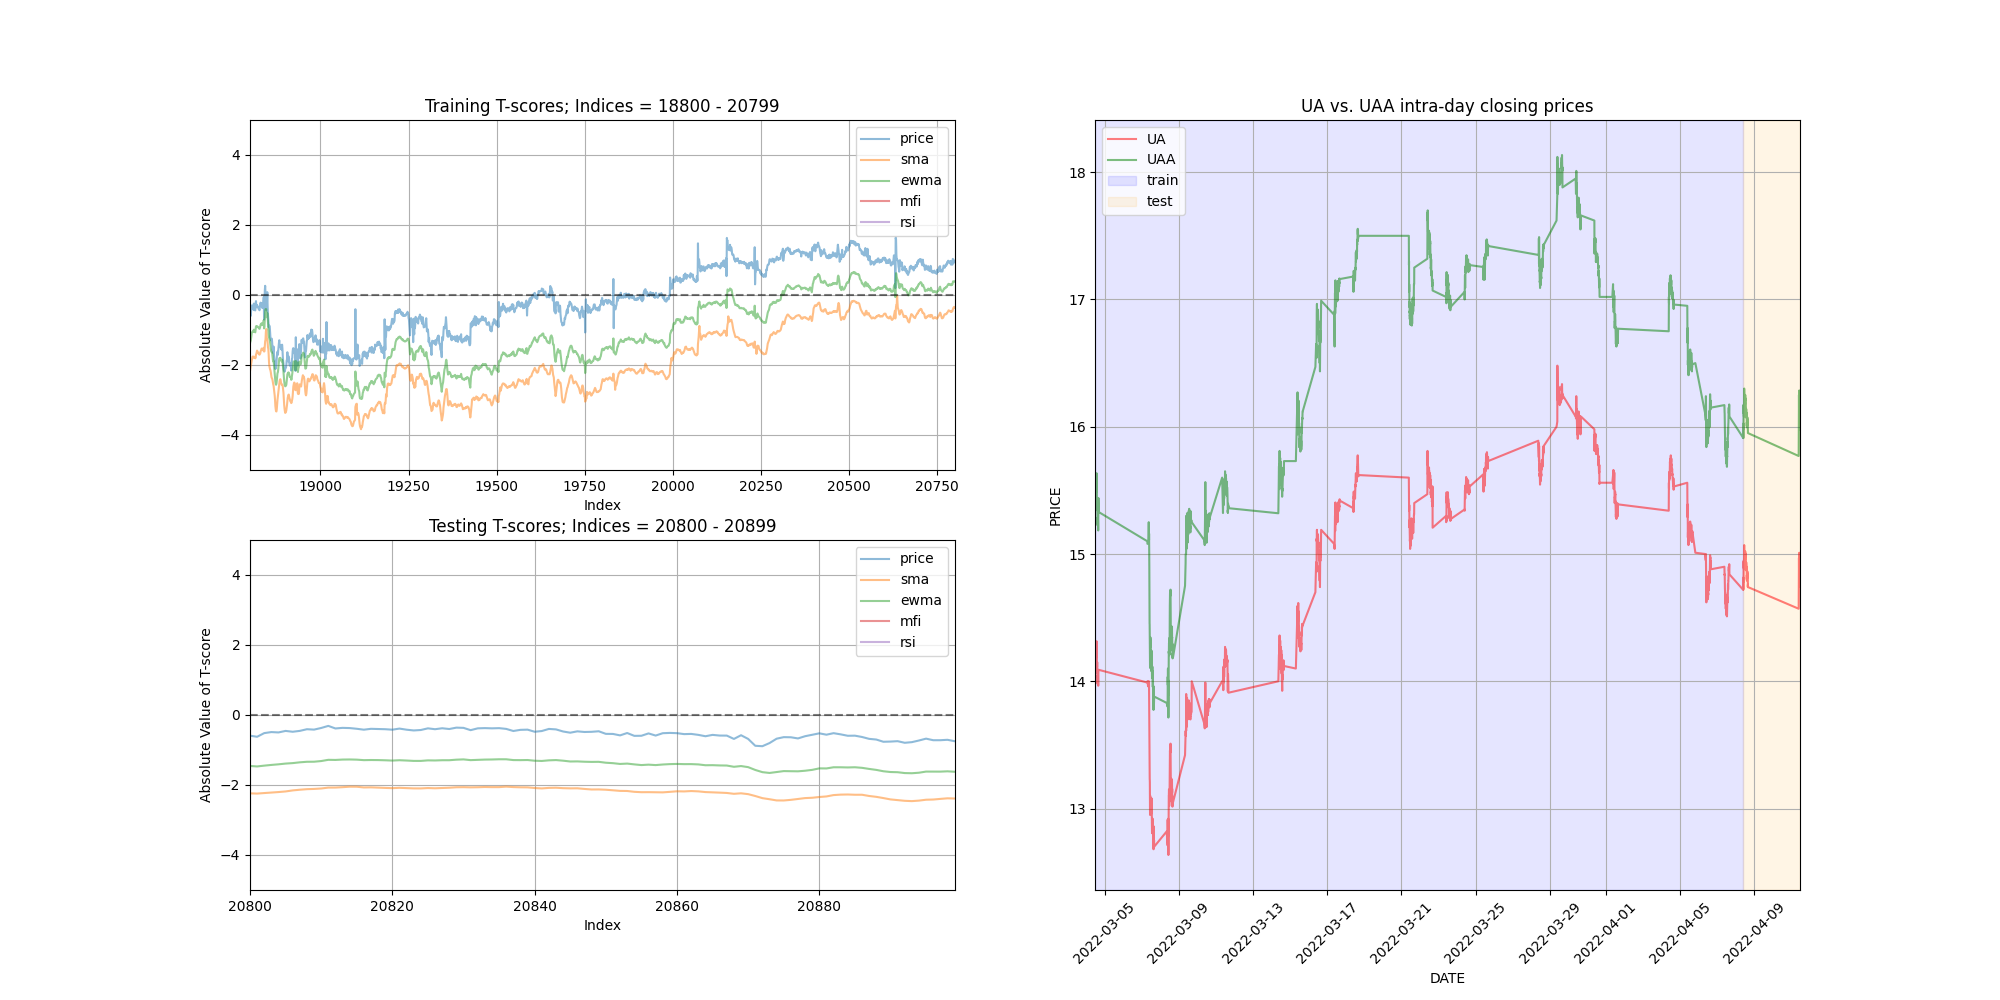 Training T-scores; Indices = 18800 - 20799
Absolute Value of T-score
4
2
0
−2
−4
price
sma
ewma
mfi
rsi
19000 19250 19500 19750 20000 20250 20500 20750
Index
Testing T-scores; Indices = 20800 - 20899
Absolute Value of T-score
4
2
0
−2
−4
price
sma
ewma
mfi
rsi
20800 20820 20840 20860 20880
Index
UA vs. UAA intra-day closing prices
PRICE
18
17
16
15
14
13
UA
UAA
train
test
2022-03-05 2022-03-09 2022-03-13 2022-03-17 2022-03-21 2022-03-25 2022-03-29 2022-04-01 2022-04-05 2022-04-09
DATE